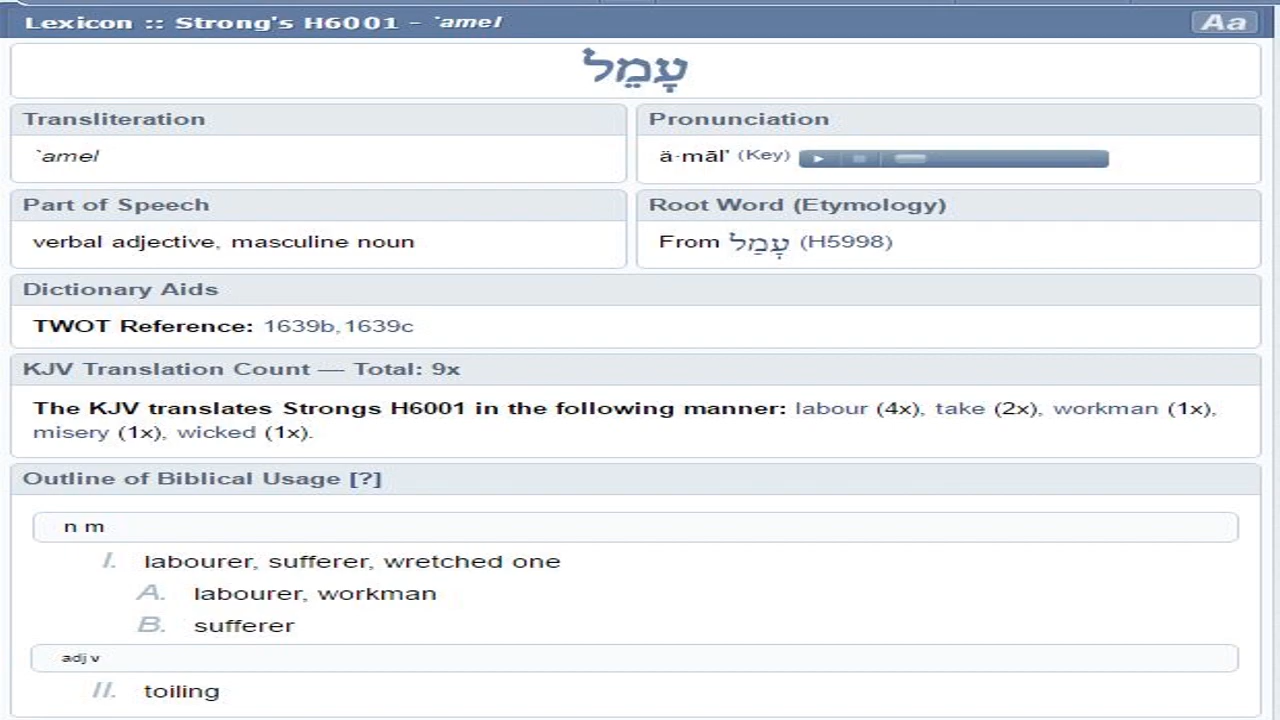 Lexicon :: Strong's H6001 – `amel
Aa
עָמֵל
Transliteration
`amel
Pronunciation
ä·māl' (Key)
Part of Speech
verbal adjective, masculine noun
Root Word (Etymology)
From עָמַל (H5998)
Dictionary Aids
TWOT Reference: 1639b, 1639c
KJV Translation Count — Total: 9x
The KJV translates Strongs H6001 in the following manner: labour (4x), take (2x), workman (1x),
misery (1x), wicked (1x).
Outline of Biblical Usage [?]
n m
I. labourer, sufferer, wretched one
A. labourer, workman
B. sufferer
adj v
II. toiling